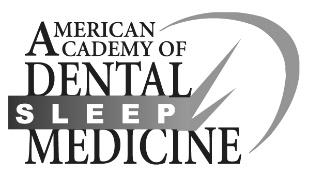 AMERICAN
ACADEMY OF
DENTAL
SLEEP
MEDICINE